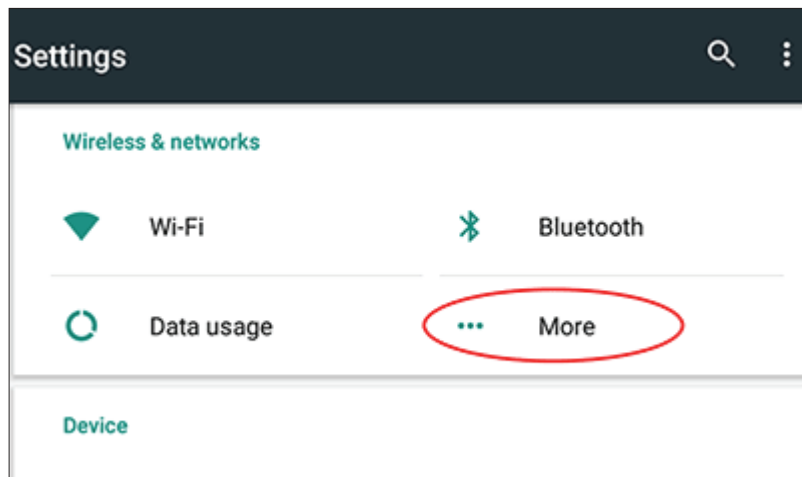 Settings
Wireless & networks
Wi-Fi Bluetooth
Data usage More
Device